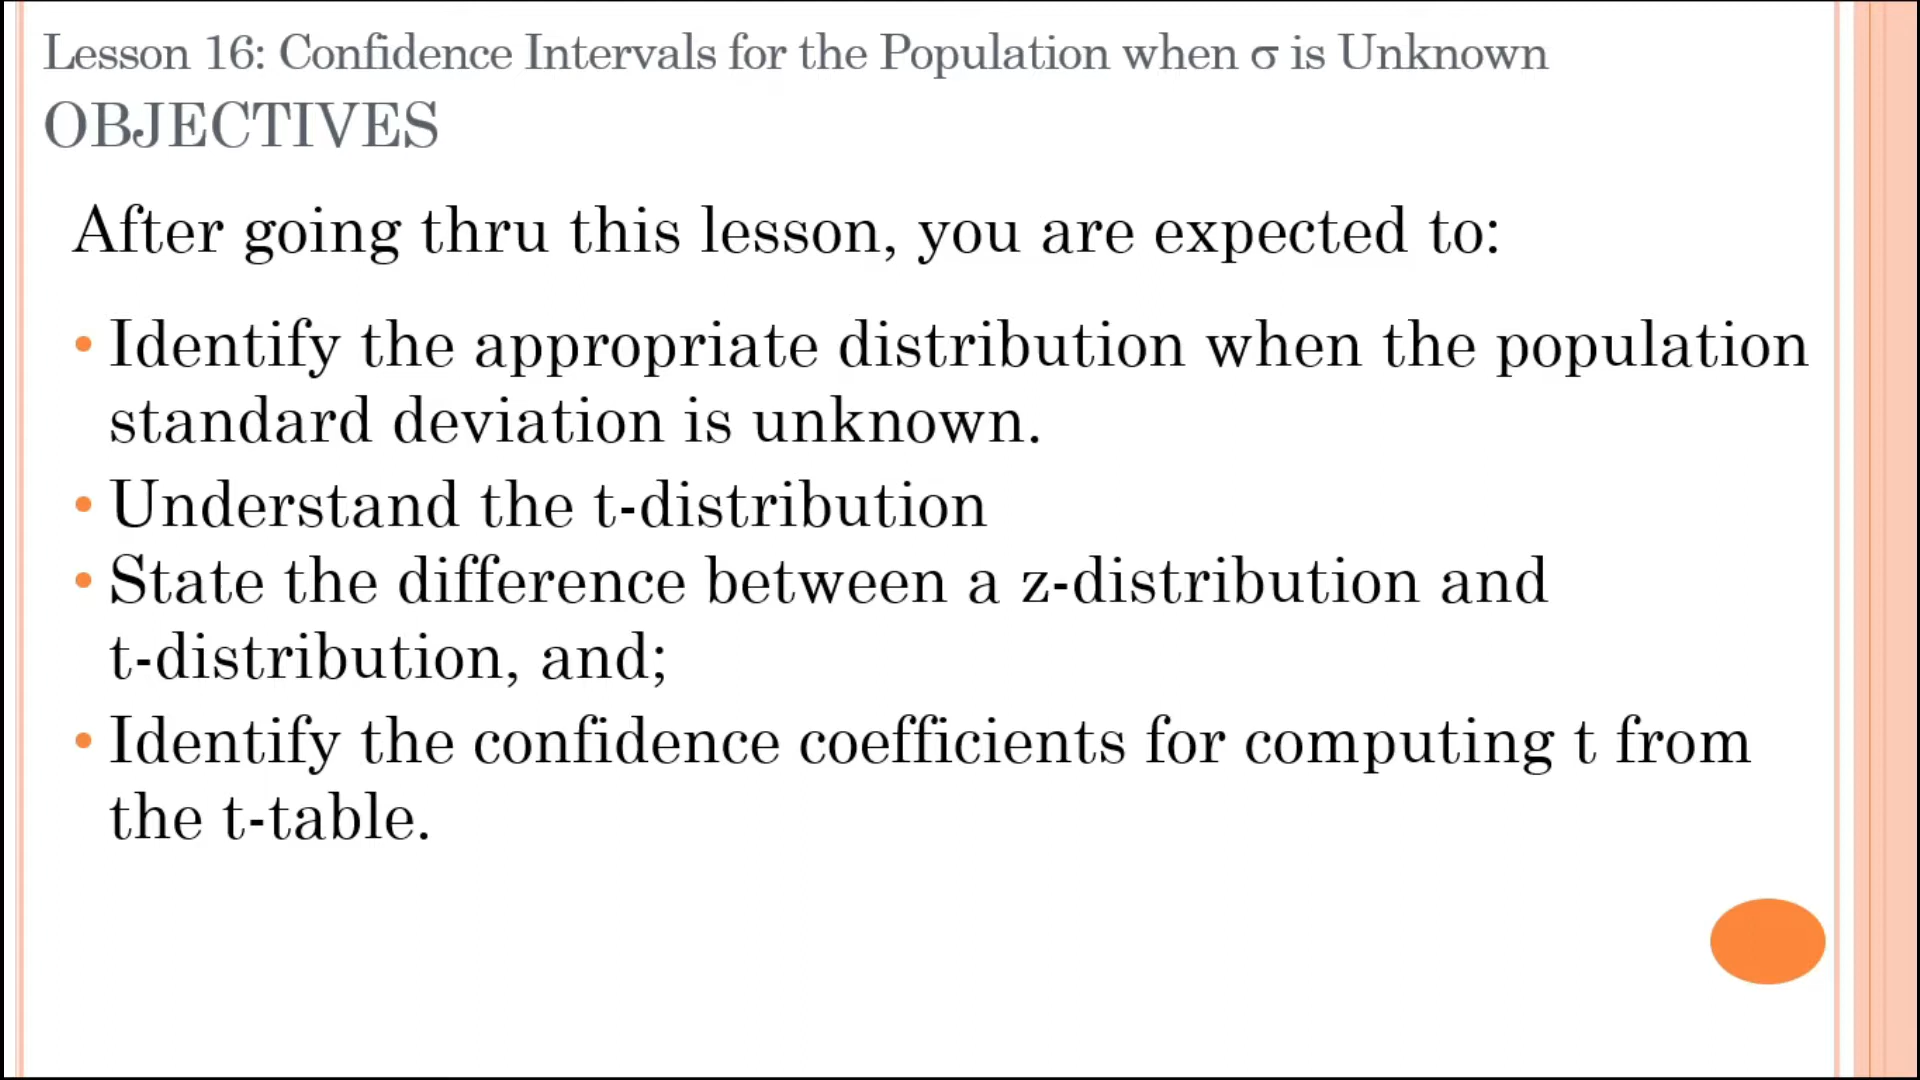 Lesson 16: Confidence Intervals for the Population when σ is Unknown
OBJECTIVES
After going thru this lesson, you are expected to:
• Identify the appropriate distribution when the population
standard deviation is unknown.
• Understand the t-distribution
• State the difference between a z-distribution and
t-distribution, and;
• Identify the confidence coefficients for computing t from
the t-table.